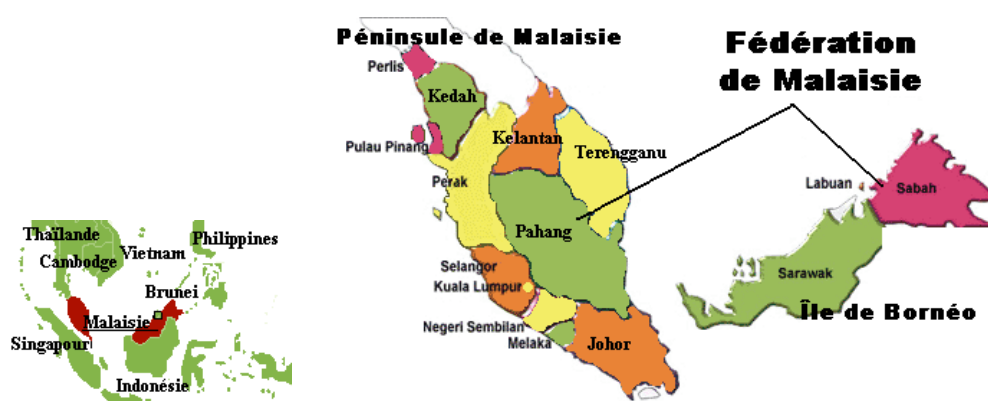 Péninsule de Malaisie
Fédération
de Malaisie
Perlis
Kedah
Kelantan
Pulau Pinang
Terengganu
Perak
Labuan
Sabah
Pahang
Thaïlande
Philippines
Vietnam
Cambodge
Selangor
Sarawak
Kuala Lumpur
Brunei
Île de Bornéo
Malaisie
Negeri Sembilan
Melaka
Johor
Singapour
Indonésie